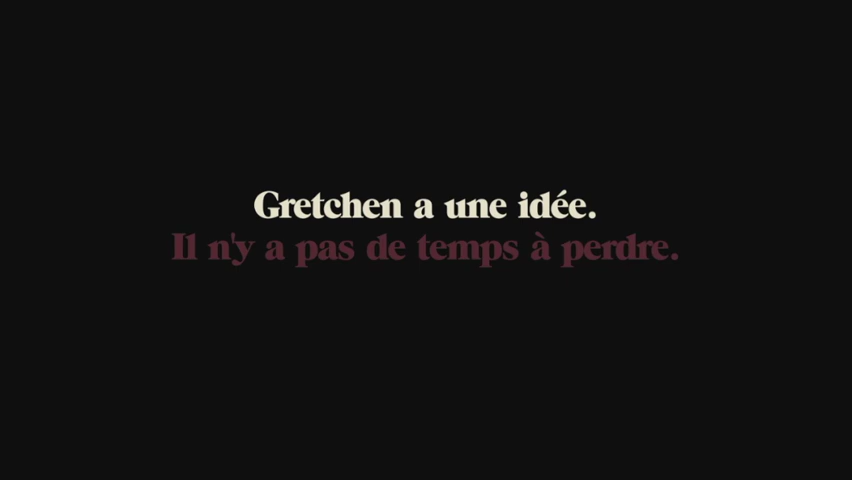 Gretchen a une idée.
Il n'y a pas de temps à perdre.